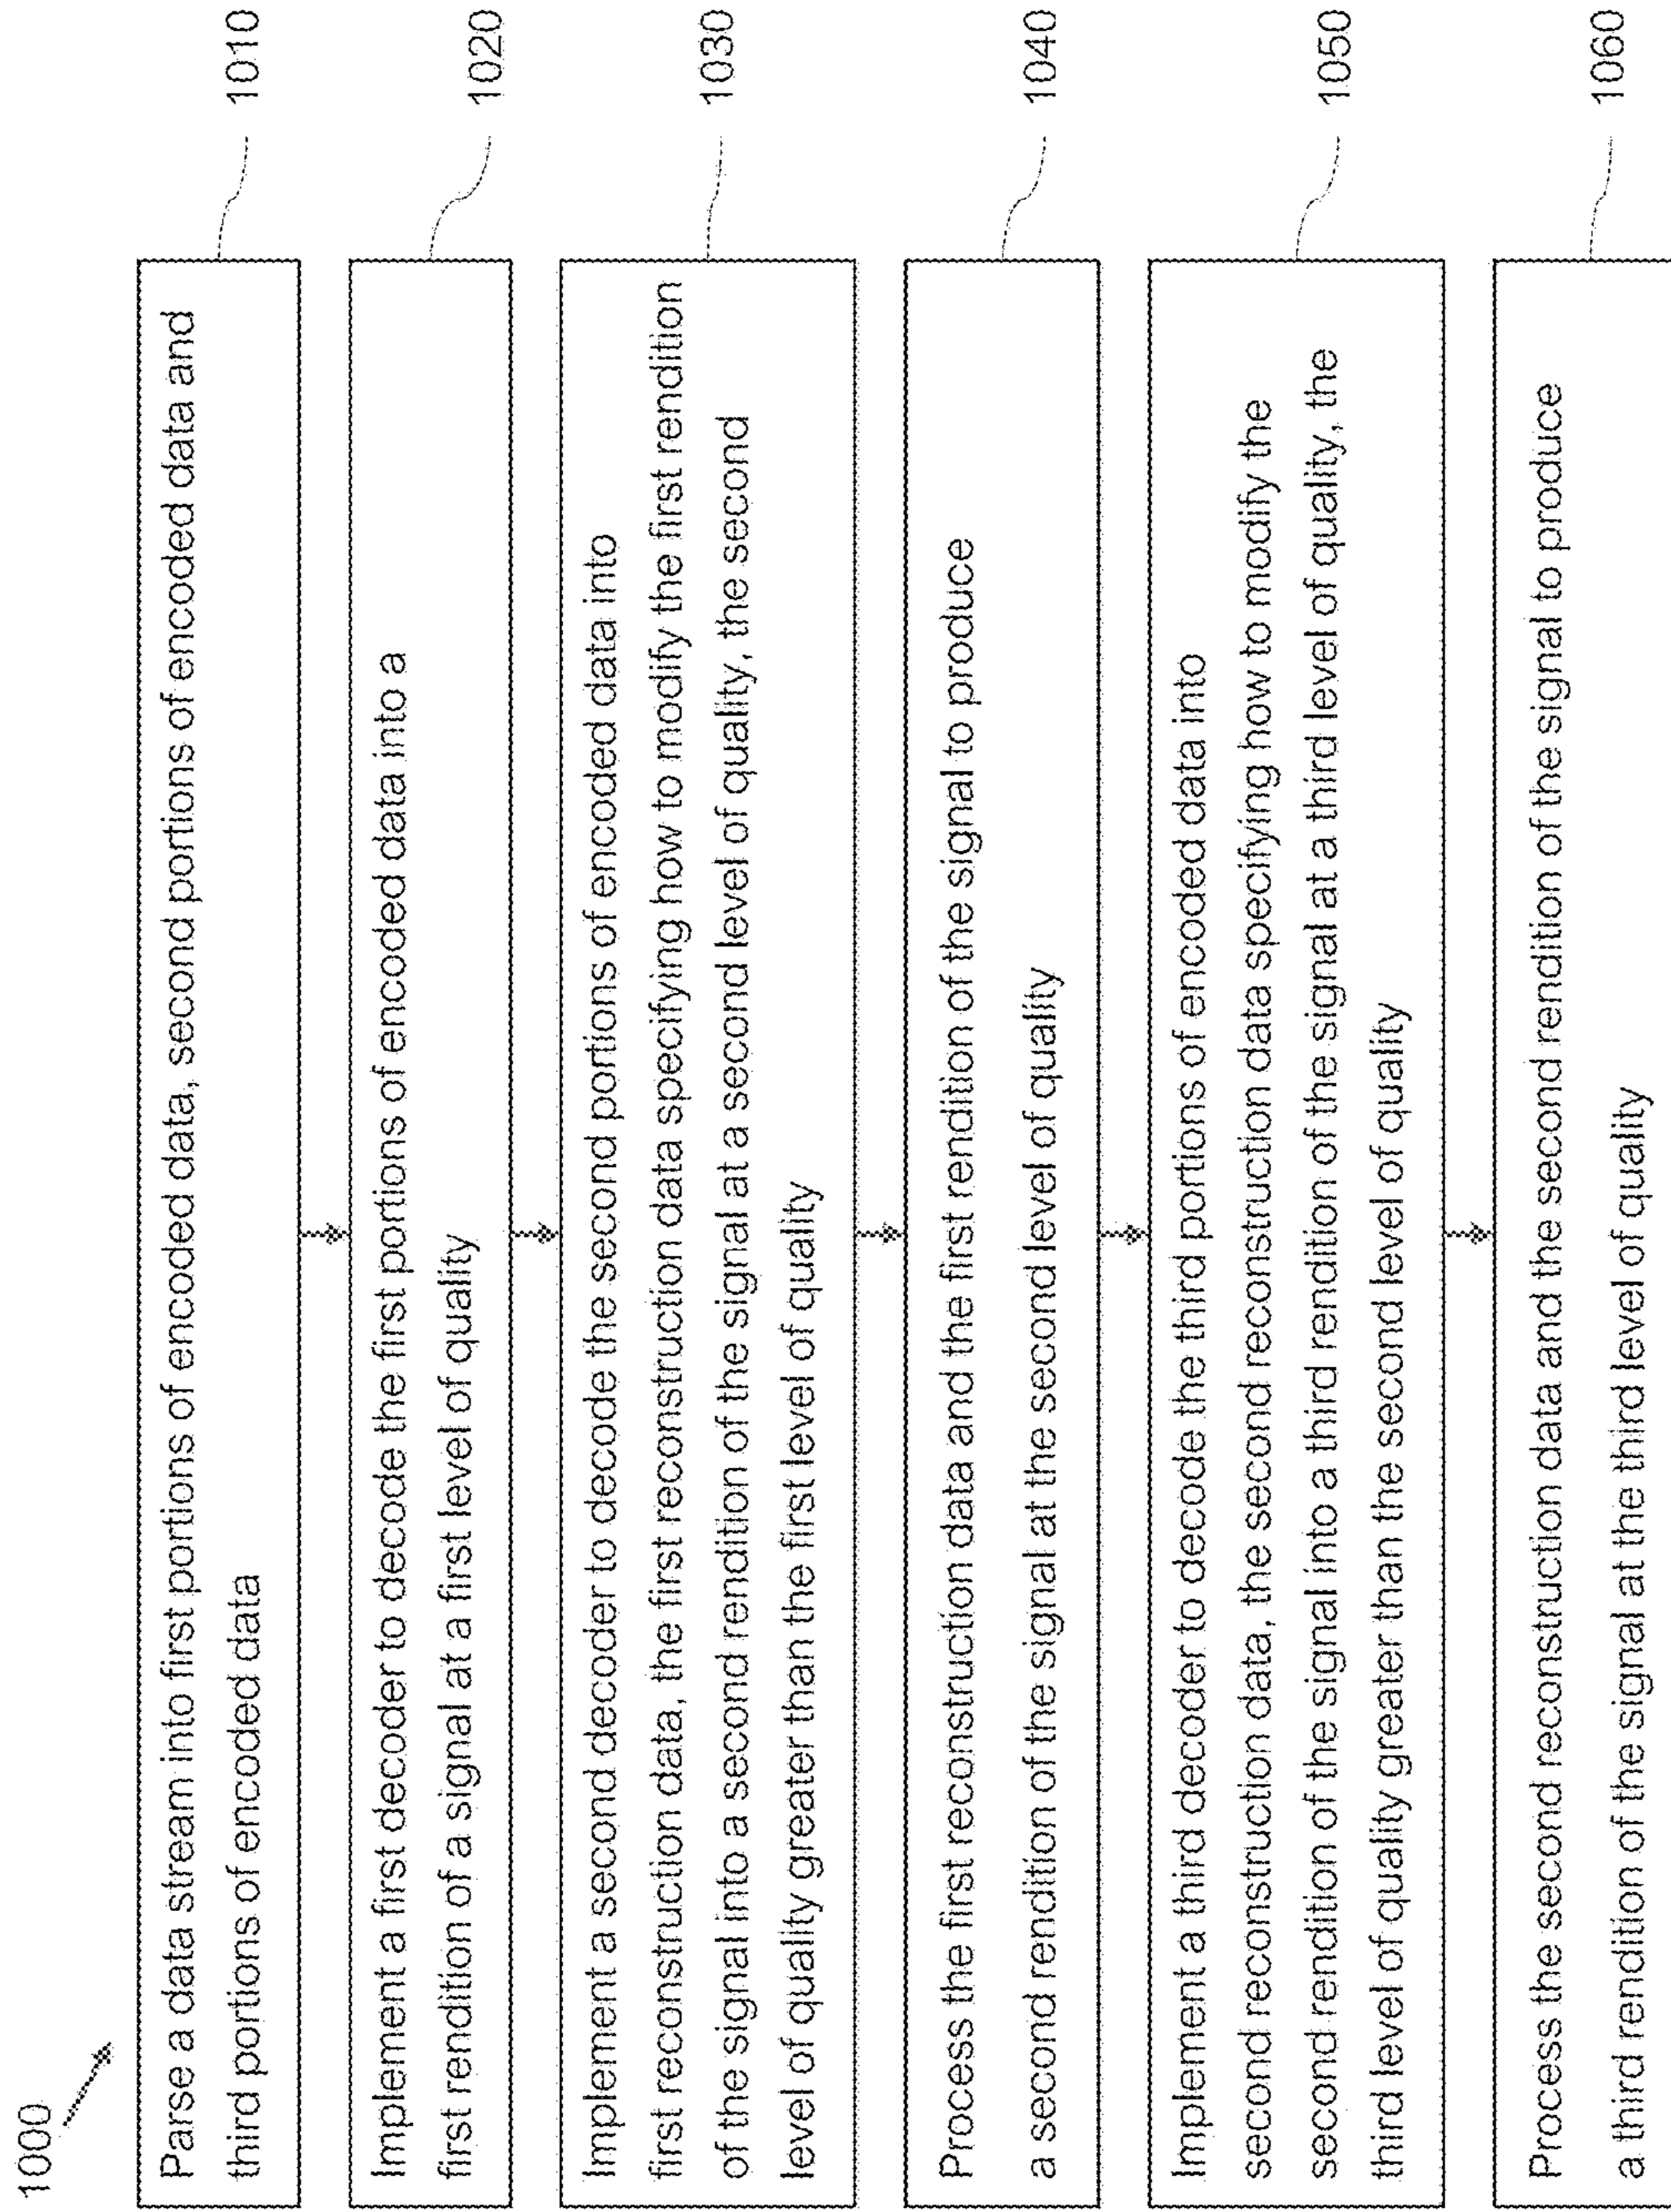 1000
Parse a data stream into first portions of encoded data, second portions of encoded data and
third portions of encoded data
1010
Implement a first decoder to decode the first portions of encoded data into a
first rendition of a signal at a first level of quality
1020
Implement a second decoder to decode the second portions of encoded data into
first reconstruction data, the first reconstruction data specifying how to modify the first rendition
of the signal into a second rendition of the signal at a second level of quality, the second
level of quality greater than the first level of quality
1030
Process the first reconstruction data and the first rendition of the signal to produce
a second rendition of the signal at the second level of quality
1040
Implement a third decoder to decode the third portions of encoded data into
second reconstruction data, the second reconstruction data specifying how to modify the
second rendition of the signal into a third rendition of the signal at a third level of quality, the
third level of quality greater than the second level of quality
1050
Process the second reconstruction data and the second rendition of the signal to produce
a third rendition of the signal at the third level of quality
1060